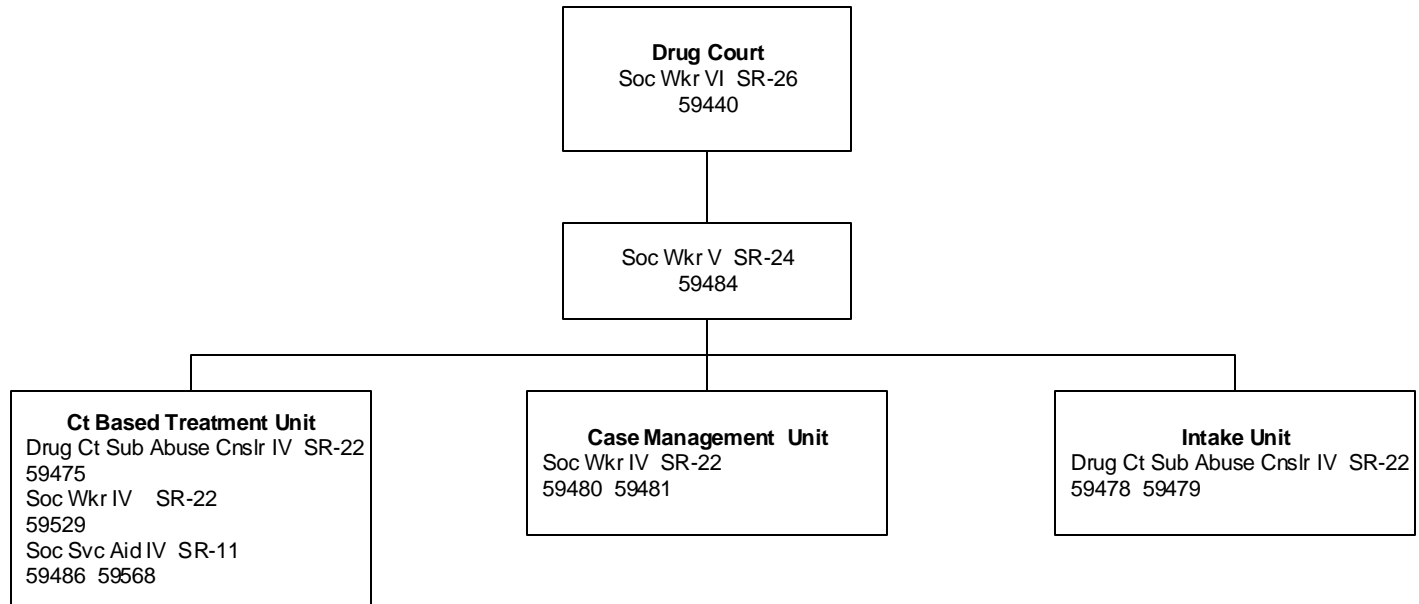 Drug Court
Soc Wkr VI SR-26
59440
Soc Wkr V SR-24
59484
Ct Based Treatment Unit
Drug Ct Sub Abuse Cnslr IV SR-22
59475
Soc Wkr IV SR-22
59529
Soc Svc Aid IV SR-11
59486 59568
Case Management Unit
Soc Wkr IV SR-22
59480 59481
Intake Unit
Drug Ct Sub Abuse Cnslr IV SR-22
59478 59479